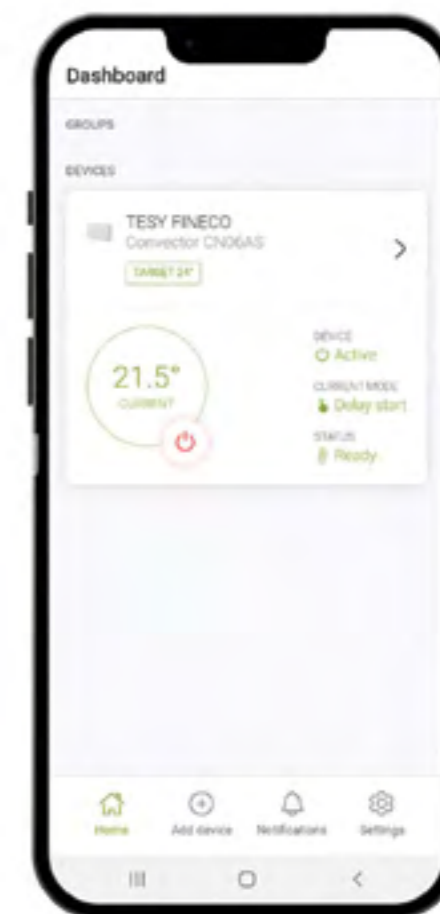 Dashboard
GROUPS
DEVICES
TESY FINECO
Convector CN06AS
TARGET 24°
21.5°
CURRENT
DEVICE
Active
CURRENT MODE
Delay start
STATUS
Ready
Home
Add device
Notifications
Settings